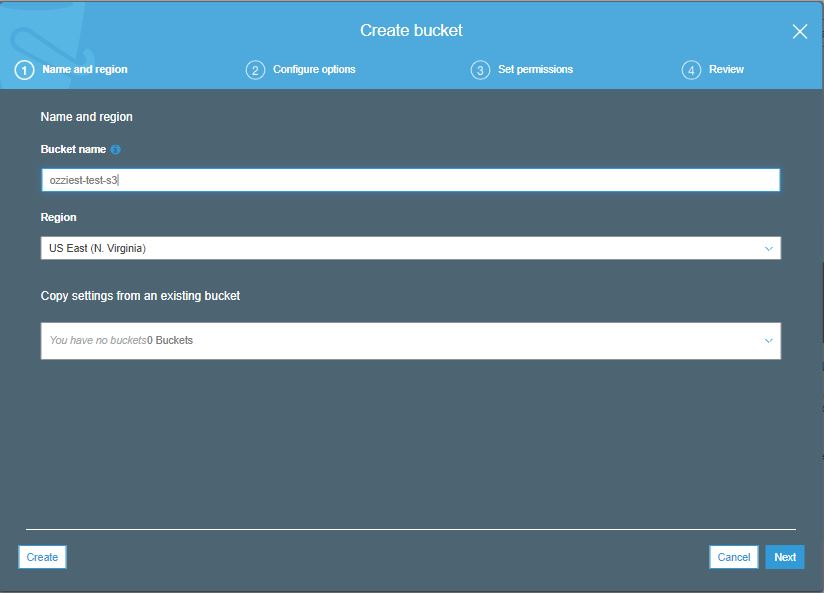 Create bucket
1 Name and region 2 Configure options 3 Set permissions 4 Review
Name and region
Bucket name
ozziest-test-s3
Region
US East (N. Virginia)
Copy settings from an existing bucket
You have no buckets0 Buckets
Create Cancel Next